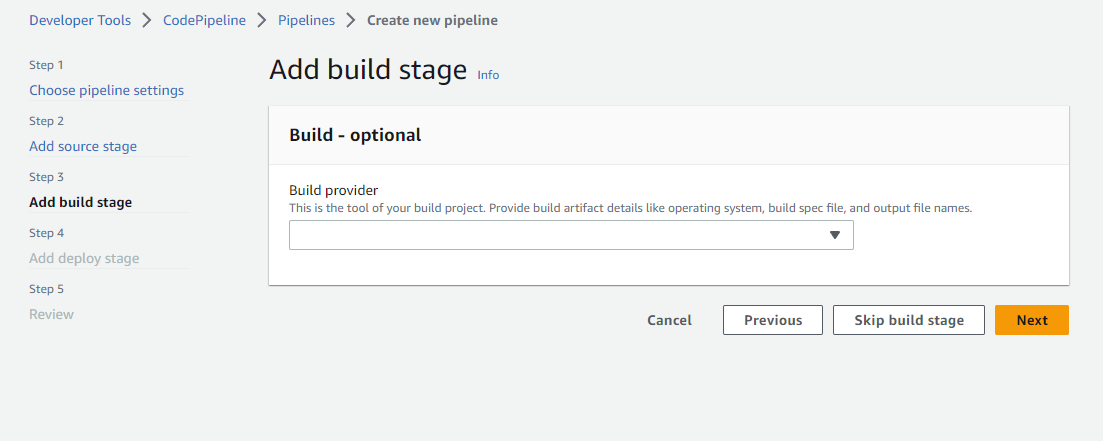 Developer Tools > CodePipeline > Pipelines > Create new pipeline
Step 1
Choose pipeline settings
Step 2
Add source stage
Step 3
Add build stage
Step 4
Add deploy stage
Step 5
Review
Add build stage Info
Build - optional
Build provider
This is the tool of your build project. Provide build artifact details like operating system, build spec file, and output file names.
Cancel Previous Skip build stage Next